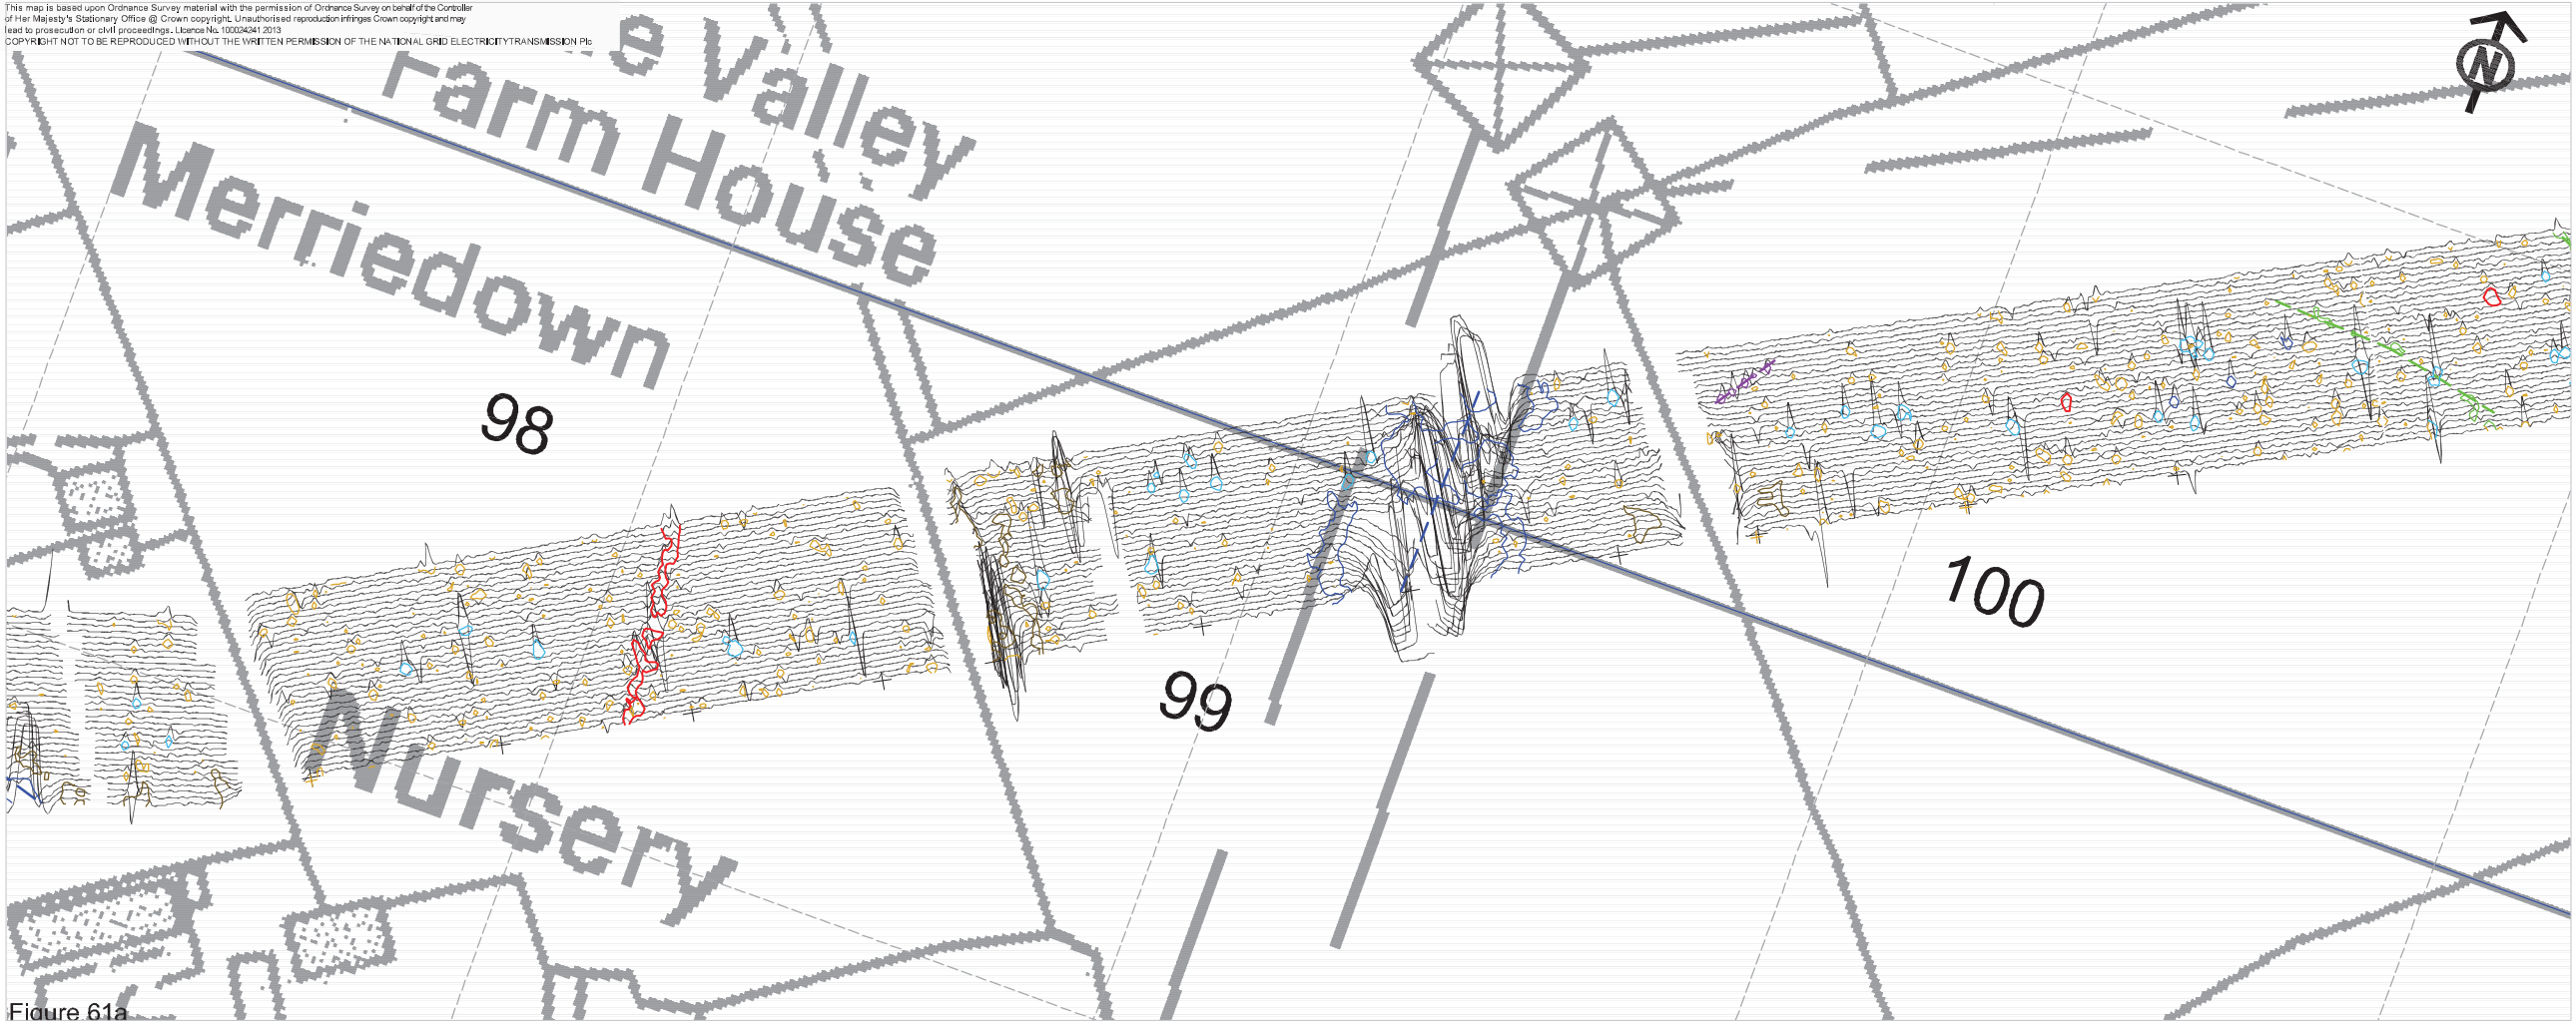 This map is based upon Ordnance Survey material with the permission of Ordnance Survey on behalf of the Controller
of Her Majesty's Stationary Office @ Crown copyright. Unauthorised reproduction infringes Crown copyright and may
lead to prosecution or civil proceedings. Licence No. 100024241 2013
COPYRIGHT NOT TO BE REPRODUCED WITHOUT THE WRITTEN PERMISSION OF THE NATIONAL GRID ELECTRICITYTRANSMISSION Plc
N
Valley
Farm House
Merriedown
98
Nursery
99
100
Figure 61a